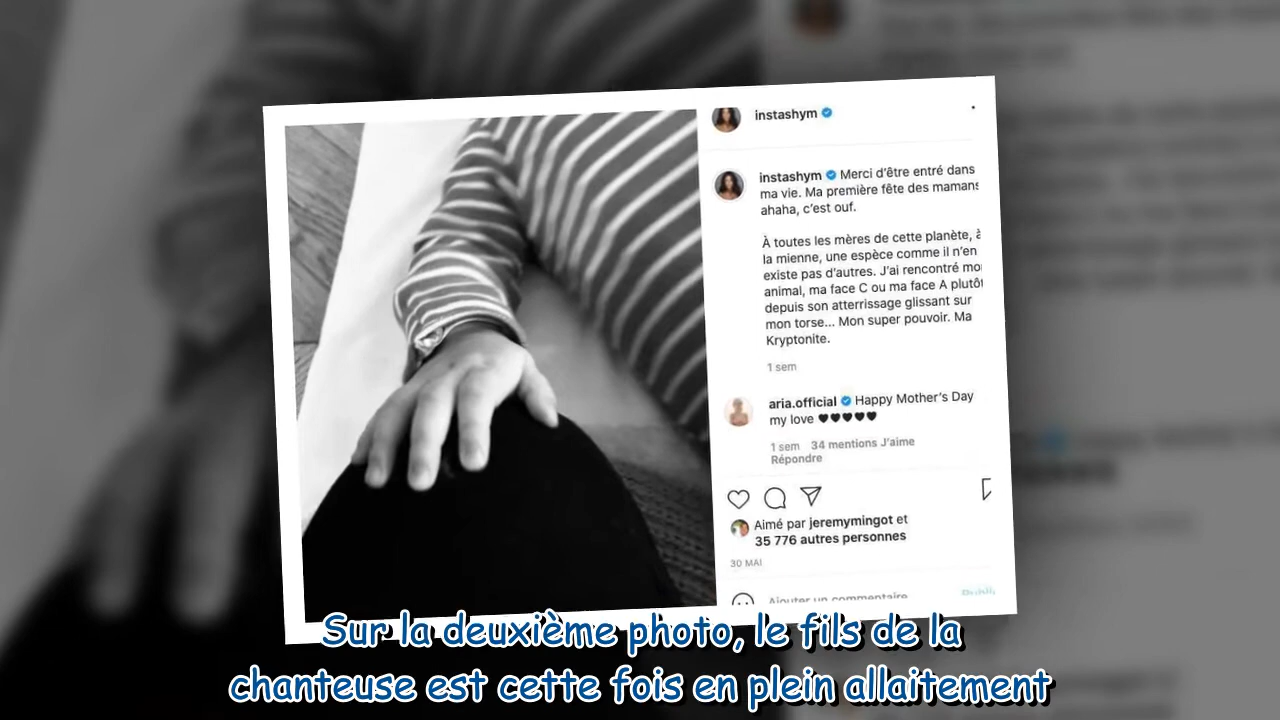 instashym
instashym Merci d'être entré dans
ma vie. Ma première fête des mamans
ahaha, c'est ouf.
À toutes les mères de cette planète, à
la mienne, une espèce comme il n'en
existe pas d'autres. J'ai rencontré mon
animal, ma face C ou ma face A plutôt
depuis son atterrissage glissant sur
mon torse... Mon super pouvoir. Ma
Kryptonite.
1 sem
aria.official Happy Mother's Day
my love ♥♥♥♥♥
1 sem 34 mentions J'aime
Répondre
Aimé par jeremymingot et
35 776 autres personnes
30 MAI
Ajouter un commentaire
Sur la deuxième photo, le fils de la
chanteuse est cette fois en plein allaitement